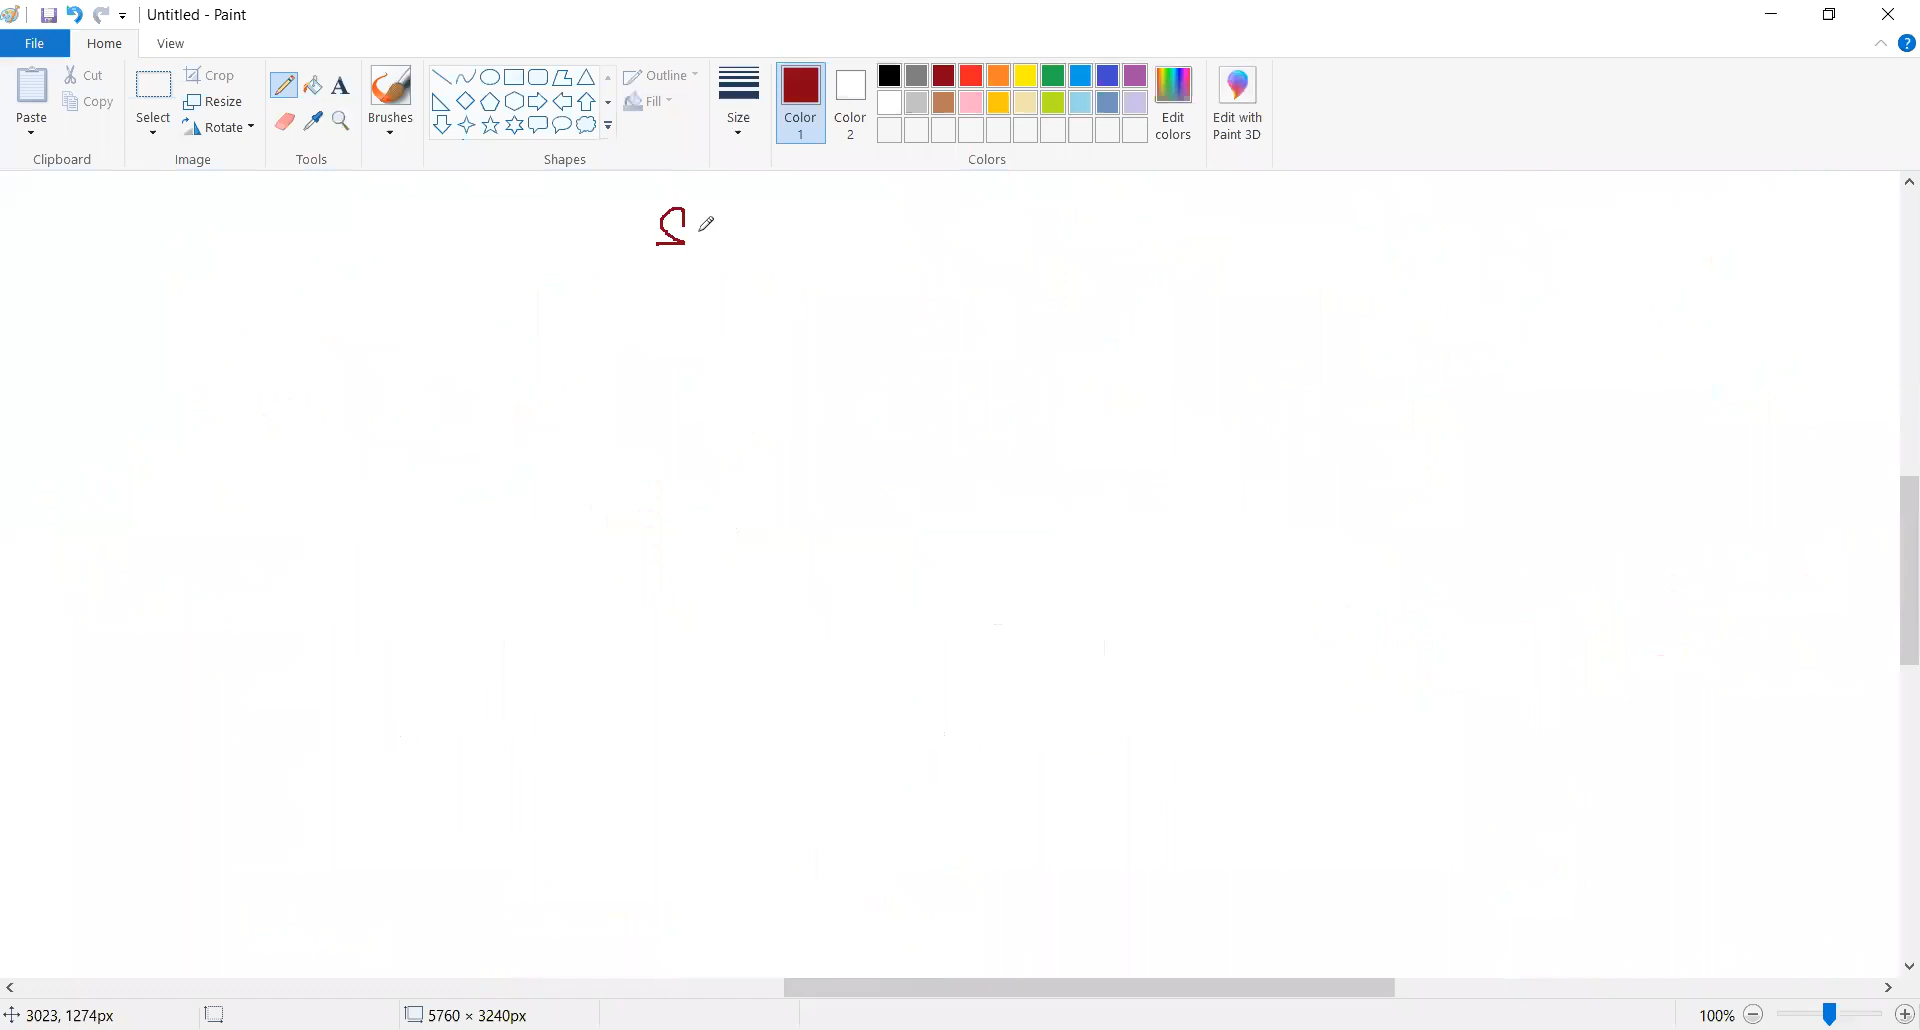 Untitled - Paint
File Home View
Cut
Copy
Paste
Clipboard
Select
Crop
Resize
Rotate
Image
Tools
Brushes
Shapes
Outline
Fill
Size
Color 1
Color 2
Edit colors
Colors
Edit with Paint 3D
S
3023, 1274px
5760 × 3240px
100%